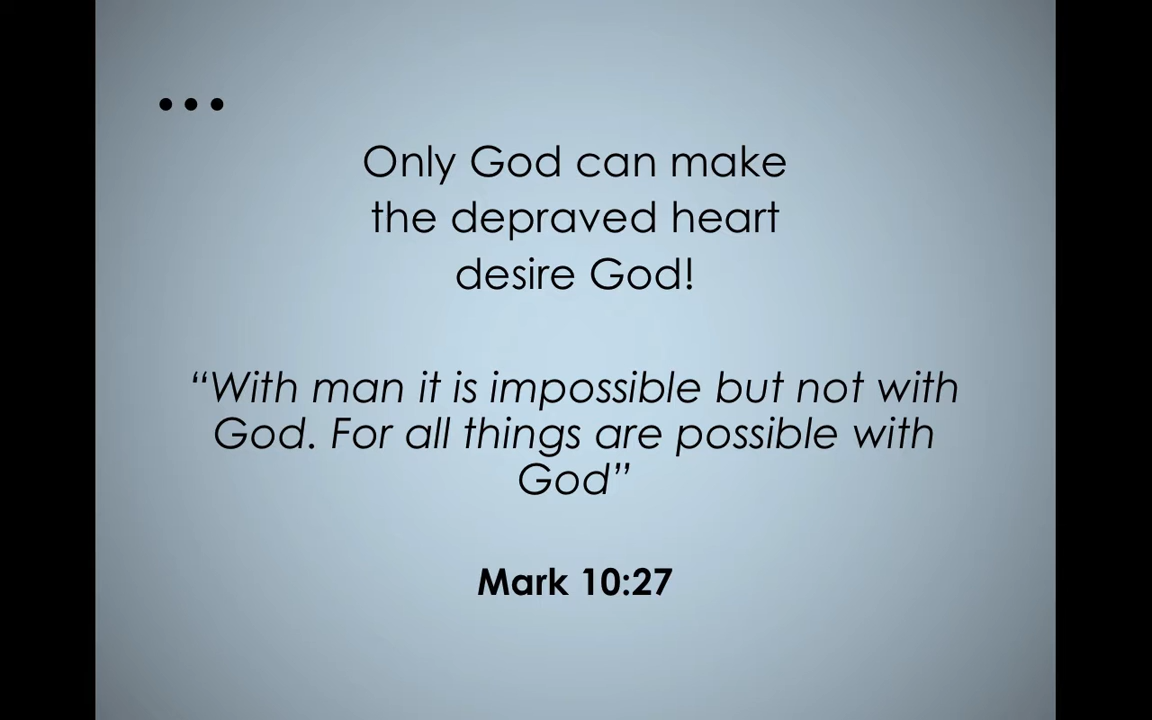 ...
Only God can make
the depraved heart
desire God!
“With man it is impossible but not with
God. For all things are possible with
God”
Mark 10:27